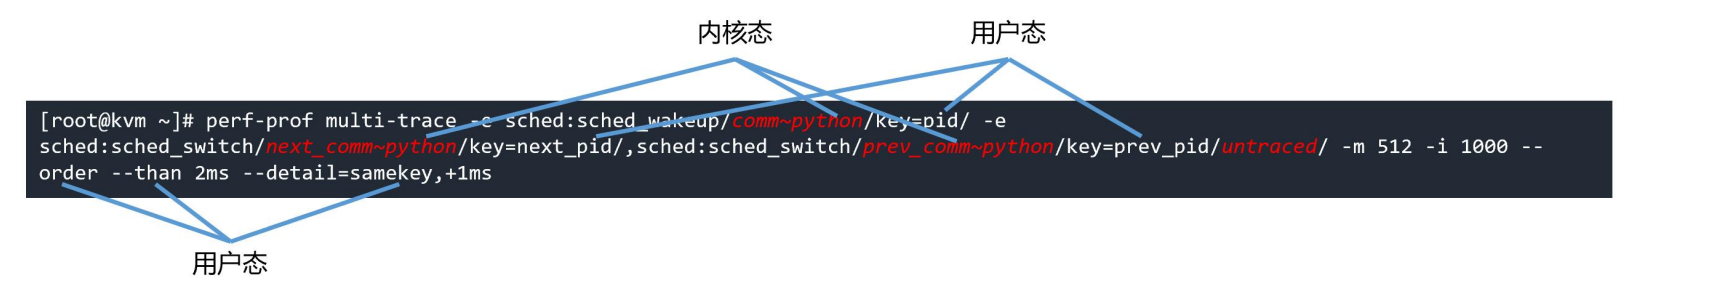 内核态 用户态
[root@kvm ~]# perf-prof multi-trace -e sched:sched_wakeup/comm~python/key=pid/ -e
sched:sched_switch/next_comm~python/key=next_pid/,sched:sched_switch/prev_comm~python/key=prev_pid/untraced/ -m 512 -i 1000 --
order --than 2ms --detail=samekey,+1ms
用户态